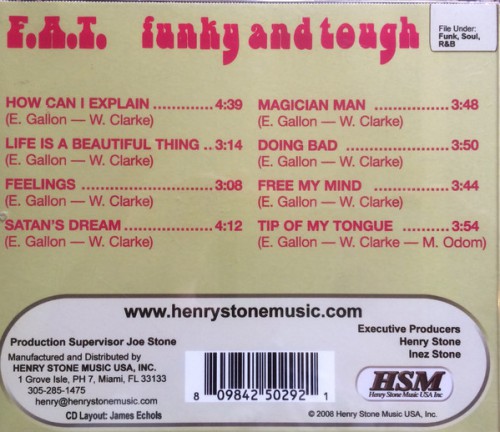 F.A.T. funky and tough
File Under:
Funk, Soul,
R&B
HOW CAN I EXPLAIN ............ 4:39
(E. Gallon — W. Clarke)
LIFE IS A BEAUTIFUL THING .. 3:14
(E. Gallon — W. Clarke)
FEELINGS .......................... 3:08
(E. Gallon — W. Clarke)
SATAN'S DREAM .................. 4:12
(E. Gallon — W. Clarke)
MAGICIAN MAN ................ 3:48
(E. Gallon — W. Clarke)
DOING BAD ...................... 3:50
(E. Gallon — W. Clarke)
FREE MY MIND ................. 3:44
(E. Gallon — W. Clarke)
TIP OF MY TONGUE ........... 3:54
(E. Gallon — W. Clarke — M. Odom)
www.henrystonemusic.com
Production Supervisor Joe Stone
Manufactured and Distributed by
HENRY STONE MUSIC USA, INC.
1 Grove Isle, PH 7, Miami, FL 33133
305-285-1475
henry@henrystonemusic.com
CD Layout: James Echols
8 09842 50292 1
Executive Producers
Henry Stone
Inez Stone
HSM
Henry Stone Music USA Inc
© 2008 Henry Stone Music USA, Inc.